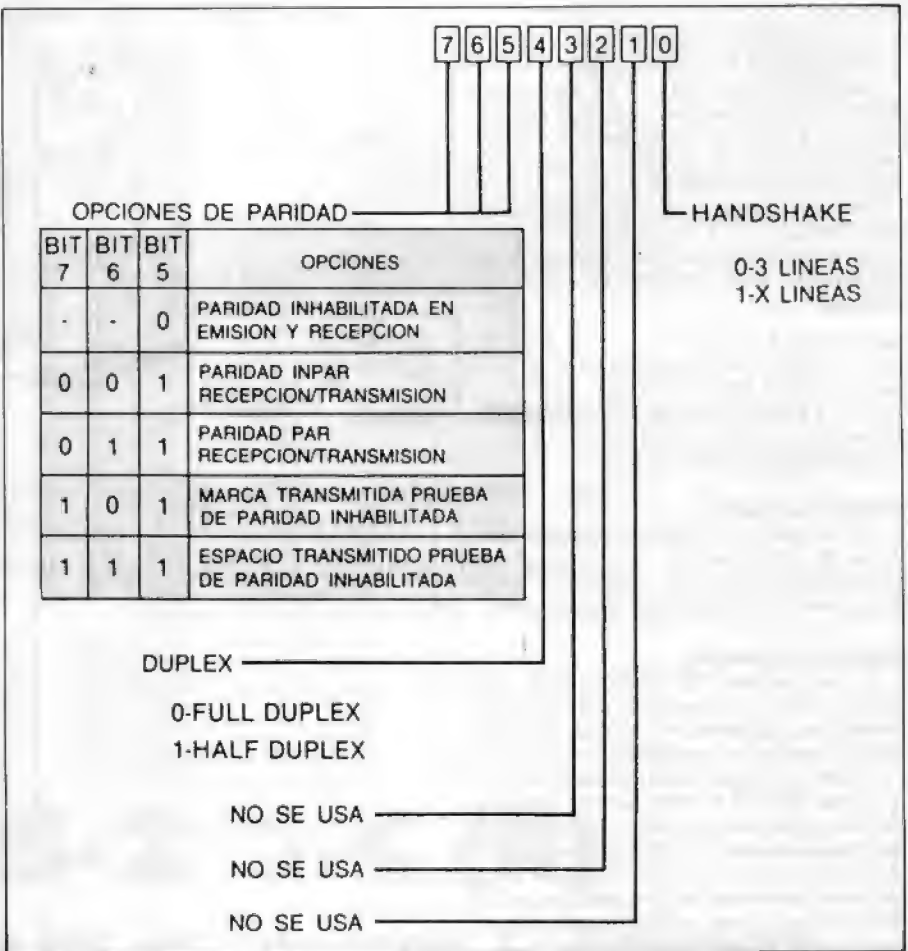 7 6 5 4 3 2 1 0
OPCIONES DE PARIDAD
HANDSHAKE
0-3 LINEAS
1-X LINEAS
BIT 7 BIT 6 BIT 5 OPCIONES
- - 0 PARIDAD INHABILITADA EN
EMISION Y RECEPCION
0 0 1 PARIDAD INPAR
RECEPCION/TRANSMISION
0 1 1 PARIDAD PAR
RECEPCION/TRANSMISION
1 0 1 MARCA TRANSMITIDA PRUEBA
DE PARIDAD INHABILITADA
1 1 1 ESPACIO TRANSMITIDO PRUEBA
DE PARIDAD INHABILITADA
DUPLEX
0-FULL DUPLEX
1-HALF DUPLEX
NO SE USA
NO SE USA
NO SE USA